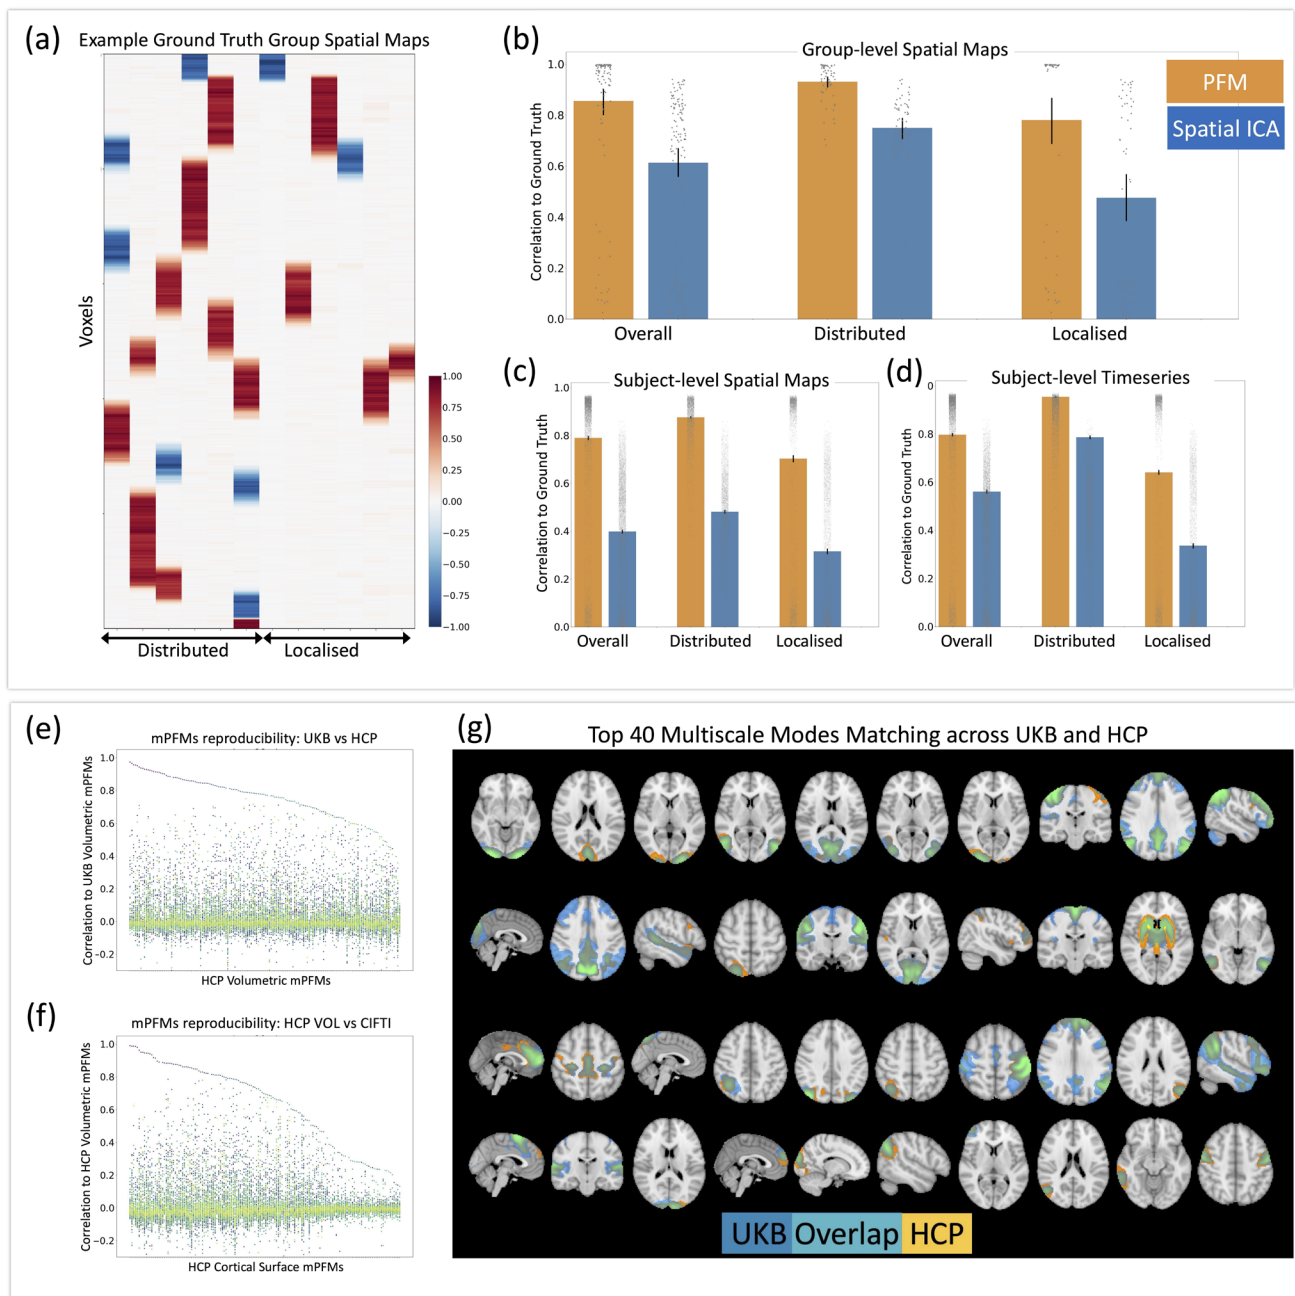 (a)
Example Ground Truth Group Spatial Maps
Voxels
1.00
0.75
0.50
0.25
0.00
−0.25
−0.50
−0.75
−1.00
Distributed
Localised
(b)
Group-level Spatial Maps
Correlation to Ground Truth
1.0
0.8
0.6
0.4
0.2
0.0
Overall
Distributed
Localised
PFM
Spatial ICA
(c)
Subject-level Spatial Maps
Correlation to Ground Truth
1.0
0.8
0.6
0.4
0.2
0.0
Overall
Distributed
Localised
(d)
Subject-level Timeseries
Correlation to Ground Truth
0
0.8
0.6
0
0.2
0
Overall
Distributed
Localised
(e)
mPFMs reproducibility: UKB vs HCP
Correlation to UKB Volumetric mPFMs
1.0
0.8
0.6
0.4
0.2
0.0
−0.2
HCP Volumetric mPFMs
(f)
mPFMs reproducibility: HCP VOL vs CIFTI
Correlation to HCP Volumetric mPFMs
1.0
0.8
0.6
0.4
0.2
0.0
−0.2
HCP Cortical Surface mPFMs
(g)
Top 40 Multiscale Modes Matching across UKB and HCP
UKB Overlap HCP